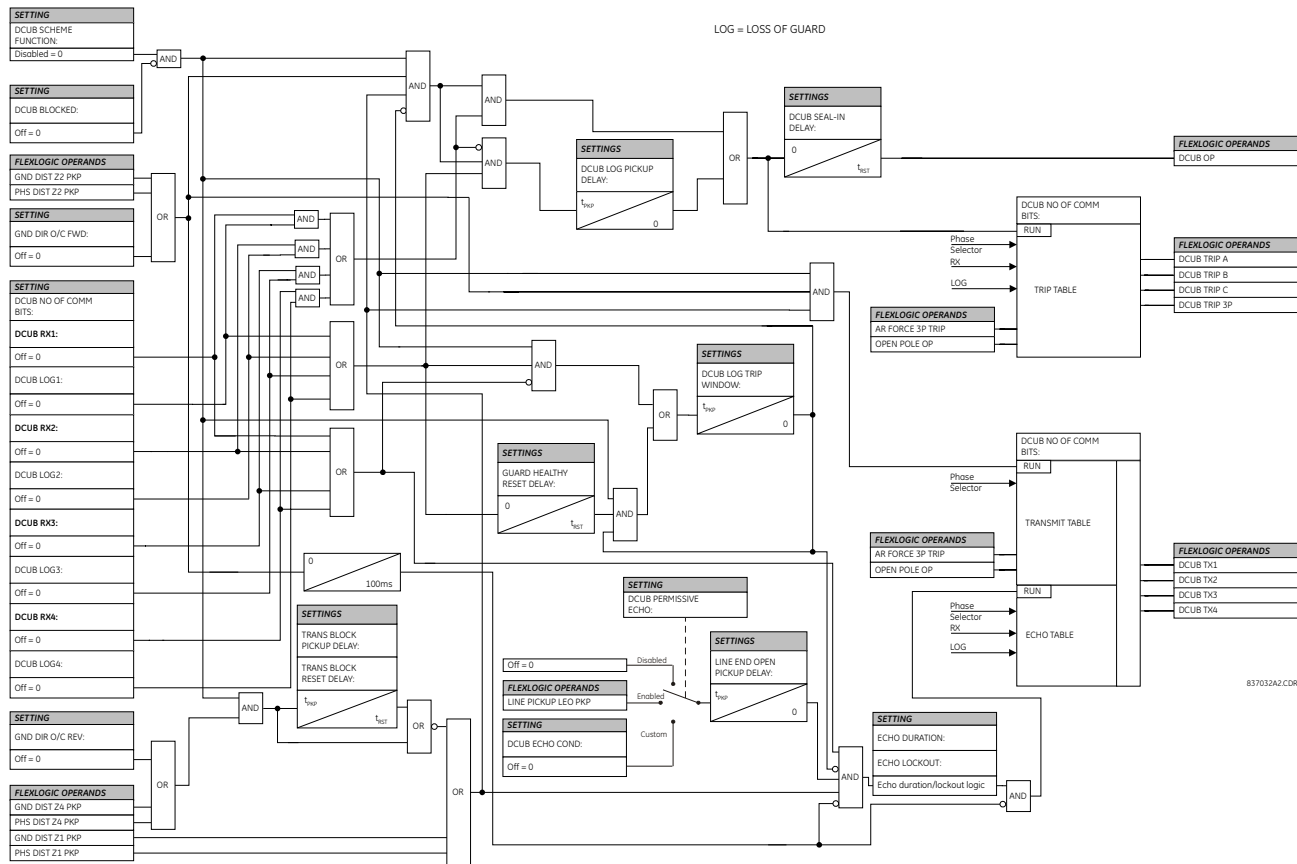 LOG = LOSS OF GUARD
SETTING
DCUB SCHEME
FUNCTION:
Disabled = 0
AND
SETTING
DCUB BLOCKED:
Off = 0
FLEXLOGIC OPERANDS
GND DIST Z2 PKP
PHS DIST Z2 PKP
OR
SETTING
GND DIR O/C FWD:
Off = 0
SETTING
DCUB NO OF COMM
BITS:
DCUB RX1:
Off = 0
DCUB LOG1:
Off = 0
DCUB RX2:
Off = 0
DCUB LOG2:
Off = 0
DCUB RX3:
Off = 0
DCUB LOG3:
Off = 0
DCUB RX4:
Off = 0
DCUB LOG4:
Off = 0
SETTING
GND DIR O/C REV:
Off = 0
OR
FLEXLOGIC OPERANDS
GND DIST Z4 PKP
PHS DIST Z4 PKP
GND DIST Z1 PKP
PHS DIST Z1 PKP
AND
AND
AND
AND
OR
OR
OR
0
100ms
AND
SETTINGS
TRANS BLOCK
PICKUP DELAY:
TRANS BLOCK
RESET DELAY:
tPKP
tRST
OR
OR
AND
AND
AND
SETTINGS
DCUB LOG PICKUP
DELAY:
tPKP
0
OR
SETTINGS
DCUB SEAL-IN
DELAY:
0
tRST
FLEXLOGIC OPERANDS
DCUB OP
AND
AND
SETTINGS
GUARD HEALTHY
RESET DELAY:
0
tRST
AND
OR
SETTINGS
DCUB LOG TRIP
WINDOW:
tPKP
0
DCUB NO OF COMM
BITS:
RUN
Phase
Selector
RX
LOG
TRIP TABLE
FLEXLOGIC OPERANDS
AR FORCE 3P TRIP
OPEN POLE OP
FLEXLOGIC OPERANDS
DCUB TRIP A
DCUB TRIP B
DCUB TRIP C
DCUB TRIP 3P
DCUB NO OF COMM
BITS:
RUN
Phase
Selector
TRANSMIT TABLE
FLEXLOGIC OPERANDS
AR FORCE 3P TRIP
OPEN POLE OP
RUN
Phase
Selector
RX
LOG
ECHO TABLE
FLEXLOGIC OPERANDS
DCUB TX1
DCUB TX2
DCUB TX3
DCUB TX4
SETTING
DCUB PERMISSIVE
ECHO:
Off = 0
Disabled
FLEXLOGIC OPERANDS
LINE PICKUP LEO PKP
Enabled
SETTING
DCUB ECHO COND:
Off = 0
Custom
SETTINGS
LINE END OPEN
PICKUP DELAY:
tPKP
0
AND
SETTING
ECHO DURATION:
ECHO LOCKOUT:
Echo duration/lockout logic
AND
837032A2.CDR